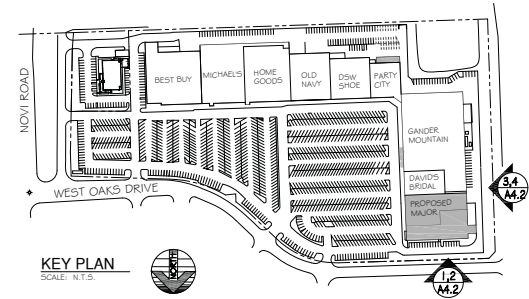 NOVI ROAD
BEST BUY
MICHAEL'S
HOME
GOODS
OLD
NAVY
DSW
SHOE
PARTY
CITY
GANDER
MOUNTAIN
DAVID'S
BRIDAL
PROPOSED
MAJOR
WEST OAKS DRIVE
3,4
A4.2
1,2
A4.2
KEY PLAN
SCALE: N.T.S.
NORTH